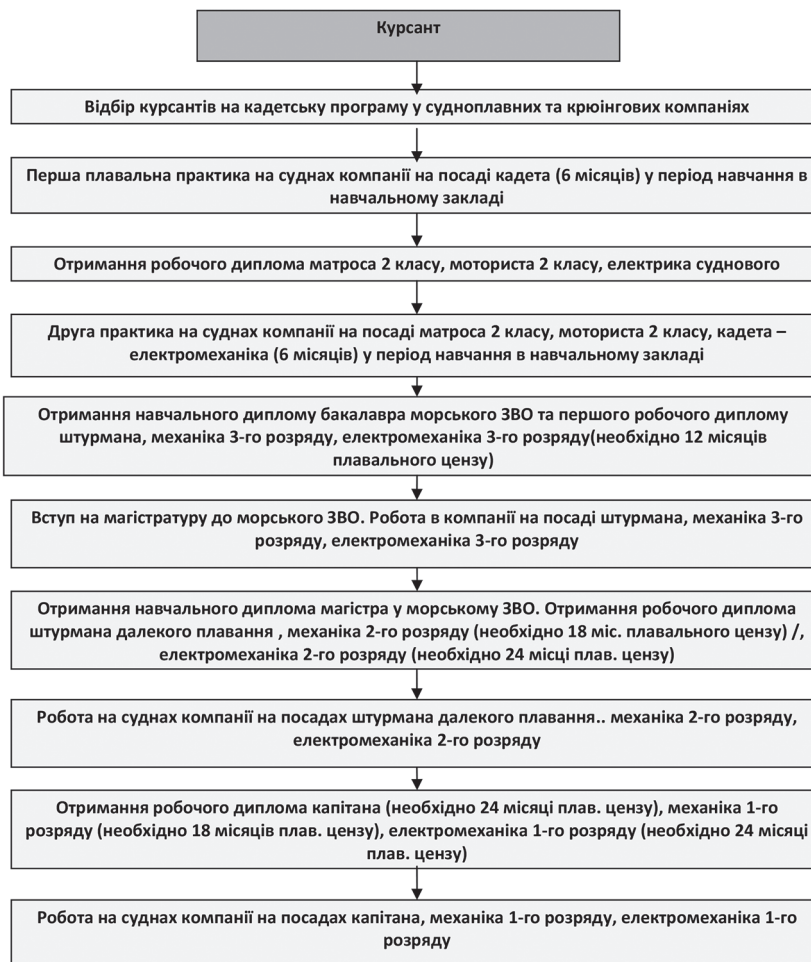 Курсант
Відбір курсантів на кадетську програму у судноплавних та крюінгових компаніях
Перша плавальна практика на суднах компанії на посаді кадета (6 місяців) у період навчання в
навчальному закладі
Отримання робочого диплома матроса 2 класу, моториста 2 класу, електрика суднового
Друга практика на суднах компанії на посаді матроса 2 класу, моториста 2 класу, кадета –
електромеханіка (6 місяців) у період навчання в навчальному закладі
Отримання навчального диплому бакалавра морського ЗВО та першого робочого диплому
штурмана, механіка 3-го розряду, електромеханіка 3-го розряду(необхідно 12 місяців
плавального цензу)
Вступ на магістратуру до морського ЗВО. Робота в компанії на посаді штурмана, механіка 3-го
розряду, електромеханіка 3-го розряду
Отримання навчального диплома магістра у морському ЗВО. Отримання робочого диплома
штурмана далекого плавання , механіка 2-го розряду (необхідно 18 міс. плавального цензу) /,
електромеханіка 2-го розряду (необхідно 24 місці плав. цензу)
Робота на суднах компанії на посадах штурмана далекого плавання.. механіка 2-го розряду,
електромеханіка 2-го розряду
Отримання робочого диплома капітана (необхідно 24 місяці плав. цензу), механіка 1-го
розряду (необхідно 18 місяців плав. цензу), електромеханіка 1-го розряду (необхідно 24 місяці
плав. цензу)
Робота на суднах компанії на посадах капітана, механіка 1-го розряду, електромеханіка 1-го
розряду